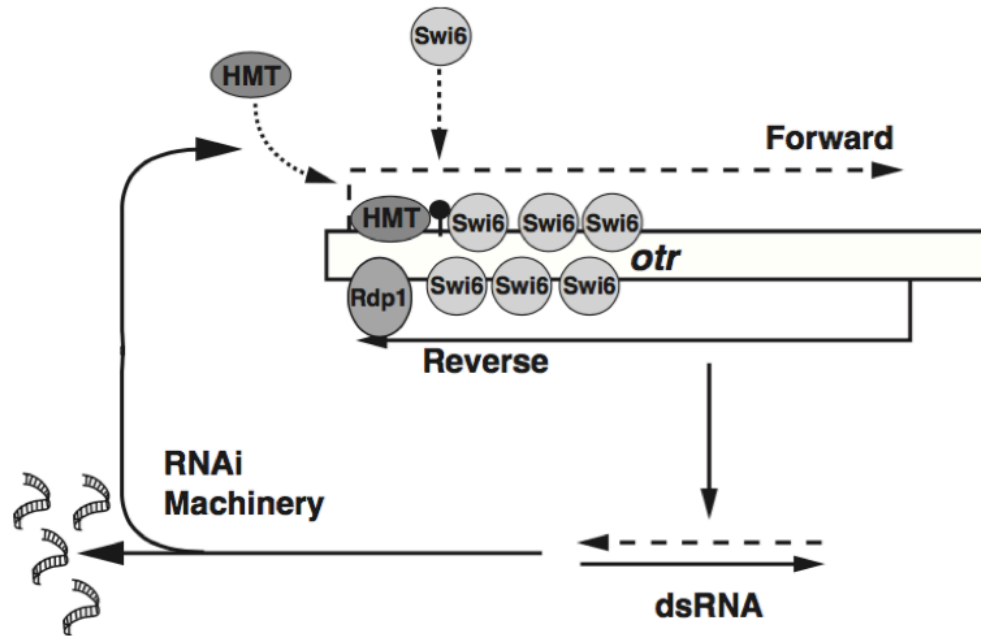 Swi6
HMT
Forward
HMT
Swi6
Swi6
Swi6
otr
Rdp1
Swi6
Swi6
Swi6
Reverse
RNAi
Machinery
dsRNA